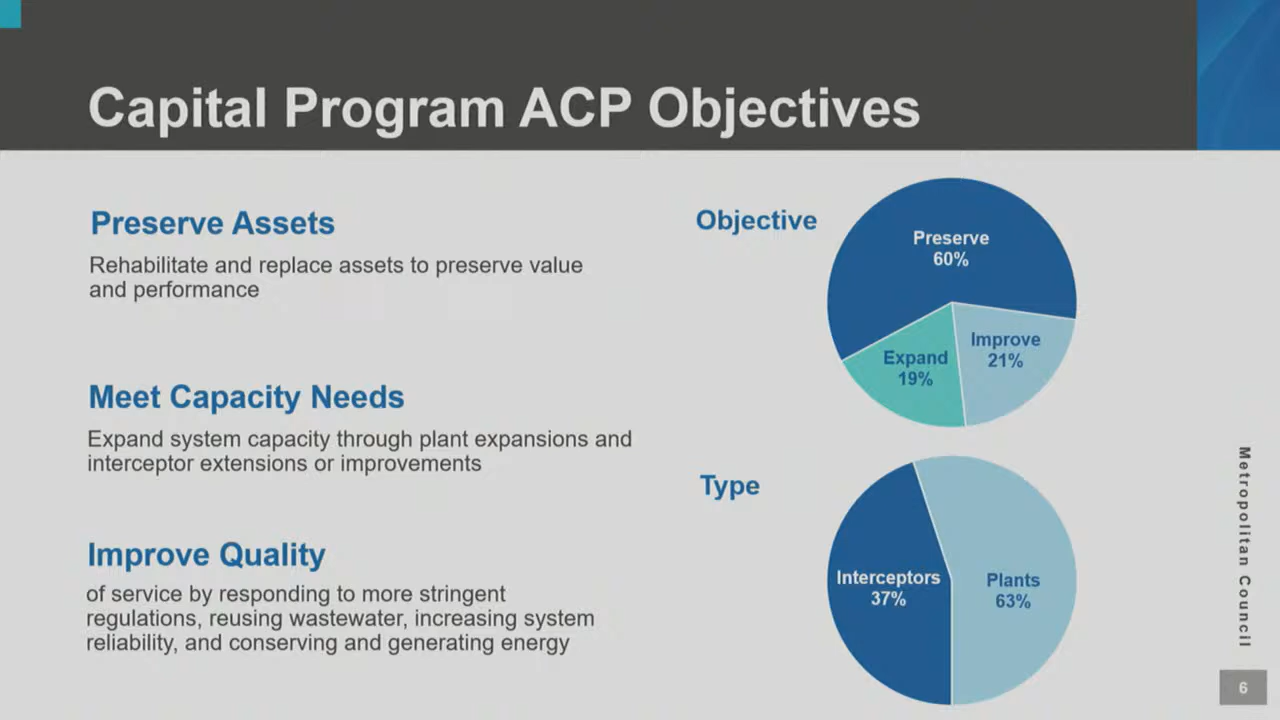 Capital Program ACP Objectives
Preserve Assets
Rehabilitate and replace assets to preserve value
and performance
Meet Capacity Needs
Expand system capacity through plant expansions and
interceptor extensions or improvements
Improve Quality
of service by responding to more stringent
regulations, reusing wastewater, increasing system
reliability, and conserving and generating energy
Objective
Preserve
60%
Improve
21%
Expand
19%
Type
Interceptors
37%
Plants
63%
Metropolitan Council
6